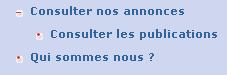 Consulter nos annonces
Consulter les publications
Qui sommes nous ?